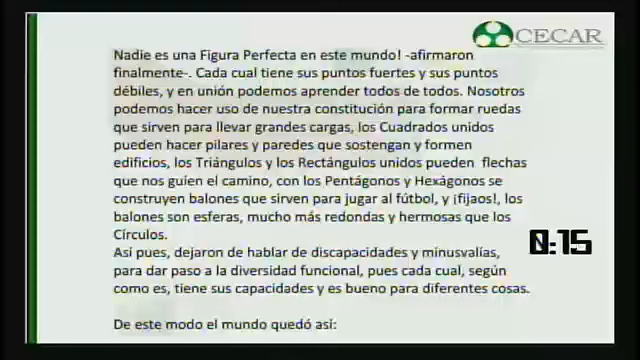 CECAR
Nadie es una Figura Perfecta en este mundo! -afirmaron
finalmente-. Cada cual tiene sus puntos fuertes y sus puntos
débiles, y en unión podemos aprender todos de todos. Nosotros
podemos hacer uso de nuestra constitución para formar ruedas
que sirven para llevar grandes cargas, los Cuadrados unidos
pueden hacer pilares y paredes que sostengan y formen
edificios, los Triángulos y los Rectángulos unidos pueden flechas
que nos guíen el camino, con los Pentágonos y Hexágonos se
construyen balones que sirven para jugar al fútbol, y ¡fijaos!, los
balones son esferas, mucho más redondas y hermosas que los
Círculos.
0:15
Así pues, dejaron de hablar de discapacidades y minusvalías,
para dar paso a la diversidad funcional, pues cada cual, según
como es, tiene sus capacidades y es bueno para diferentes cosas.
De este modo el mundo quedó así: